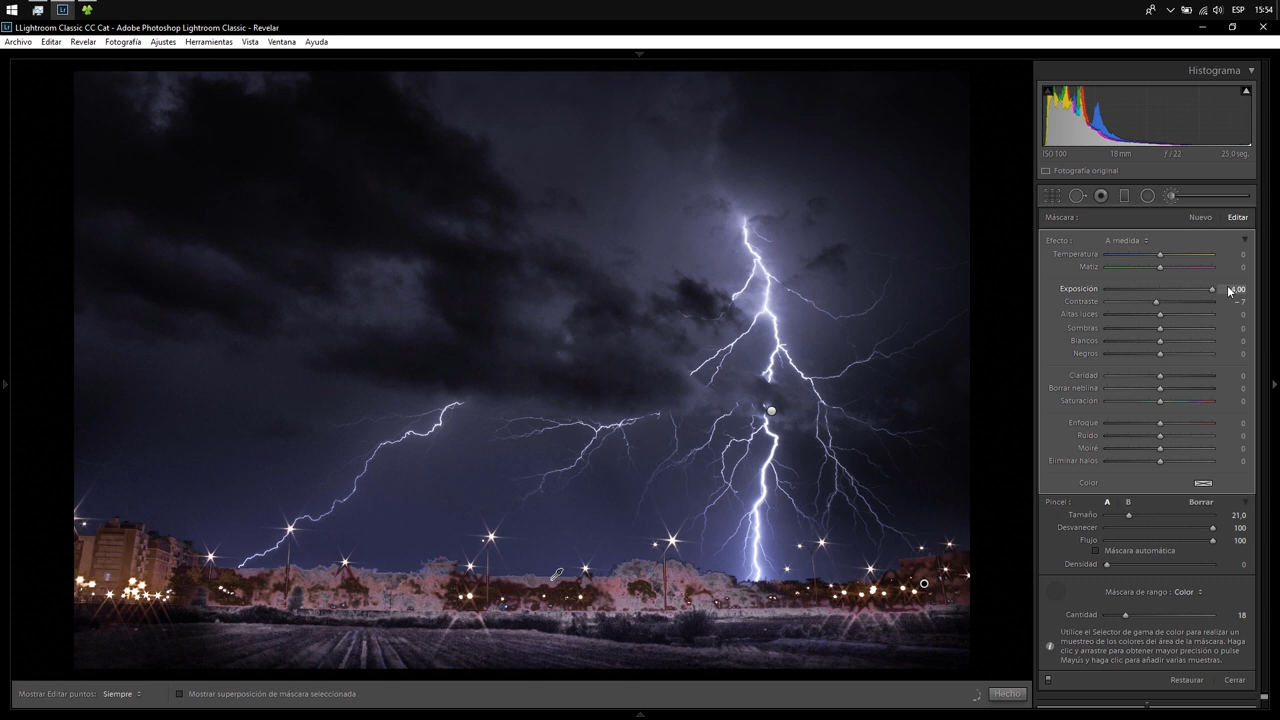 ESP 15:54
LLightroom Classic CC Cat - Adobe Photoshop Lightroom Classic - Revelar
Archivo Editar Revelar Fotografía Ajustes Herramientas Vista Ventana Ayuda
Histograma
ISO 100 18 mm f / 22 25,0 seg.
Fotografía original
Máscara : Nuevo Editar
Efecto : A medida
Temperatura 0
Matiz 0
Exposición
Contraste – 7
Altas luces 0
Sombras 0
Blancos 0
Negros 0
Claridad 0
Borrar neblina 0
Saturación 0
Enfoque 0
Ruido 0
Moiré 0
Eliminar halos 0
Color
Pincel : A B Borrar
Tamaño 21,0
Desvanecer 100
Flujo 100
Máscara automática
Densidad 0
Máscara de rango : Color
Cantidad 18
Utilice el Selector de gama de color para realizar un
muestreo de los colores del área de la máscara. Haga
clic y arrastre para obtener mayor precisión o pulse
Mayús y haga clic para añadir varias muestras.
Restaurar Cerrar
Mostrar Editar puntos: Siempre Mostrar superposición de máscara seleccionada Hecho